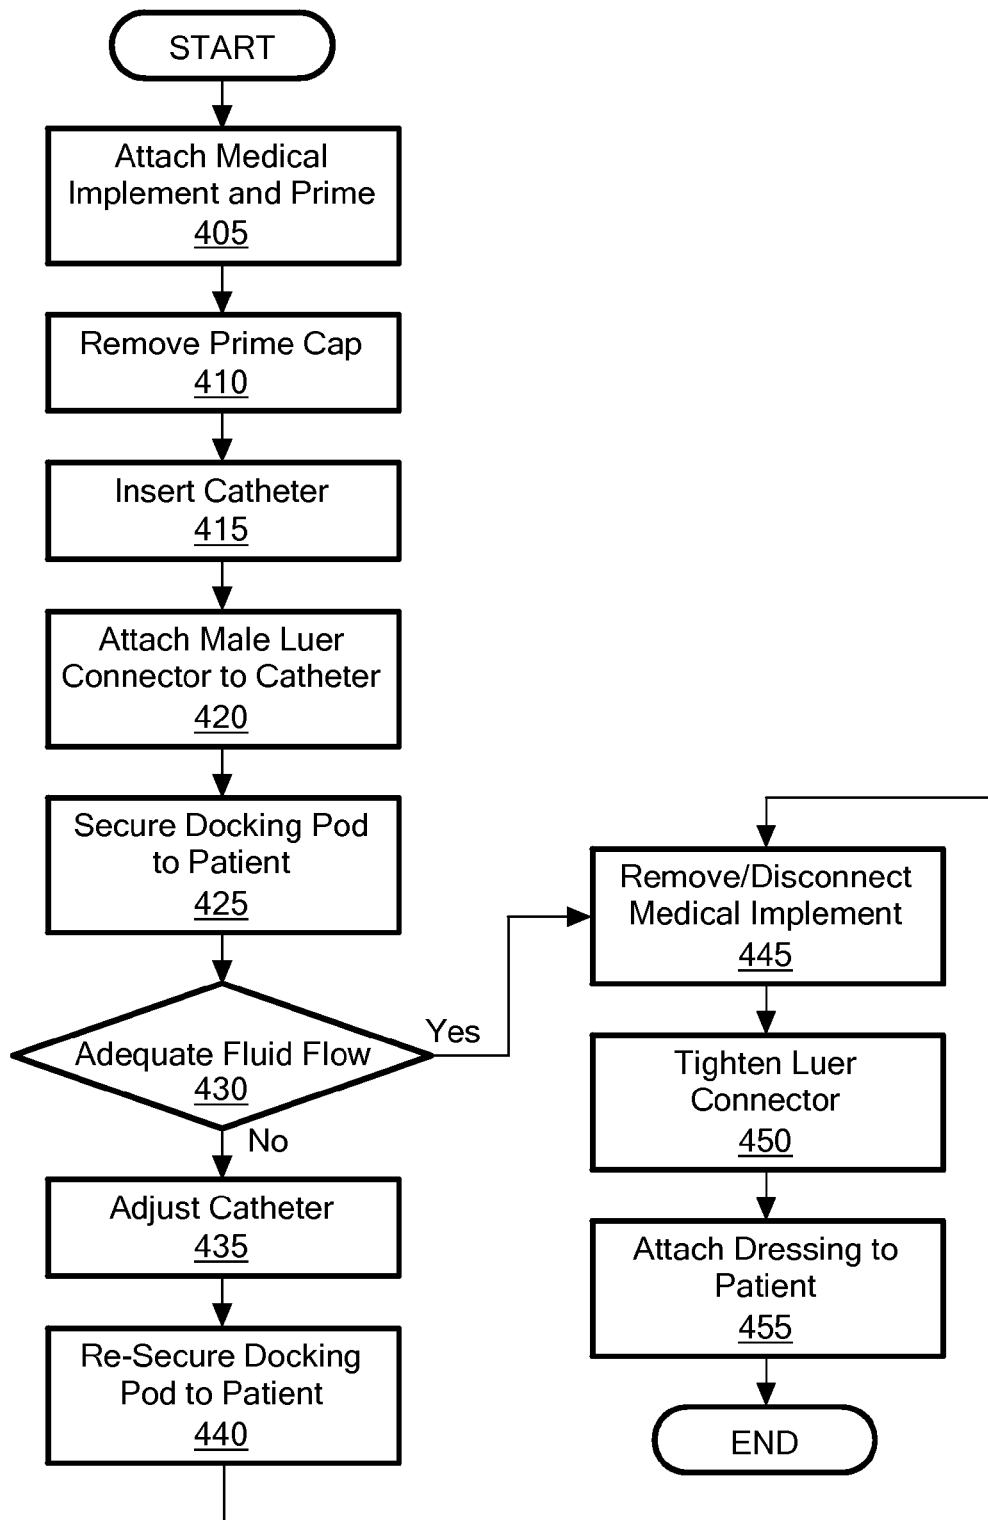 START
Attach Medical
Implement and Prime
405
Remove Prime Cap
410
Insert Catheter
415
Attach Male Luer
Connector to Catheter
420
Secure Docking Pod
to Patient
425
Adequate Fluid Flow
430
Yes
No
Adjust Catheter
435
Re-Secure Docking
Pod to Patient
440
Remove/Disconnect
Medical Implement
445
Tighten Luer
Connector
450
Attach Dressing to
Patient
455
END